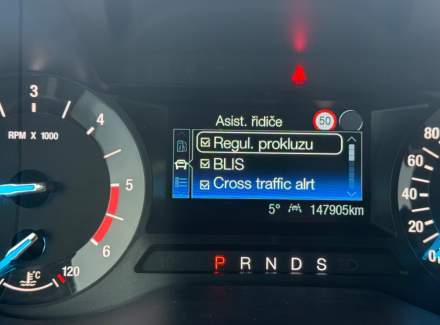 3
4
RPM X 1000
5
6
°C
120
Asist. řidiče
50
Regul. prokluzu
BLIS
Cross traffic alrt
5°
147905km
P R N D S
80
60
40
20
0